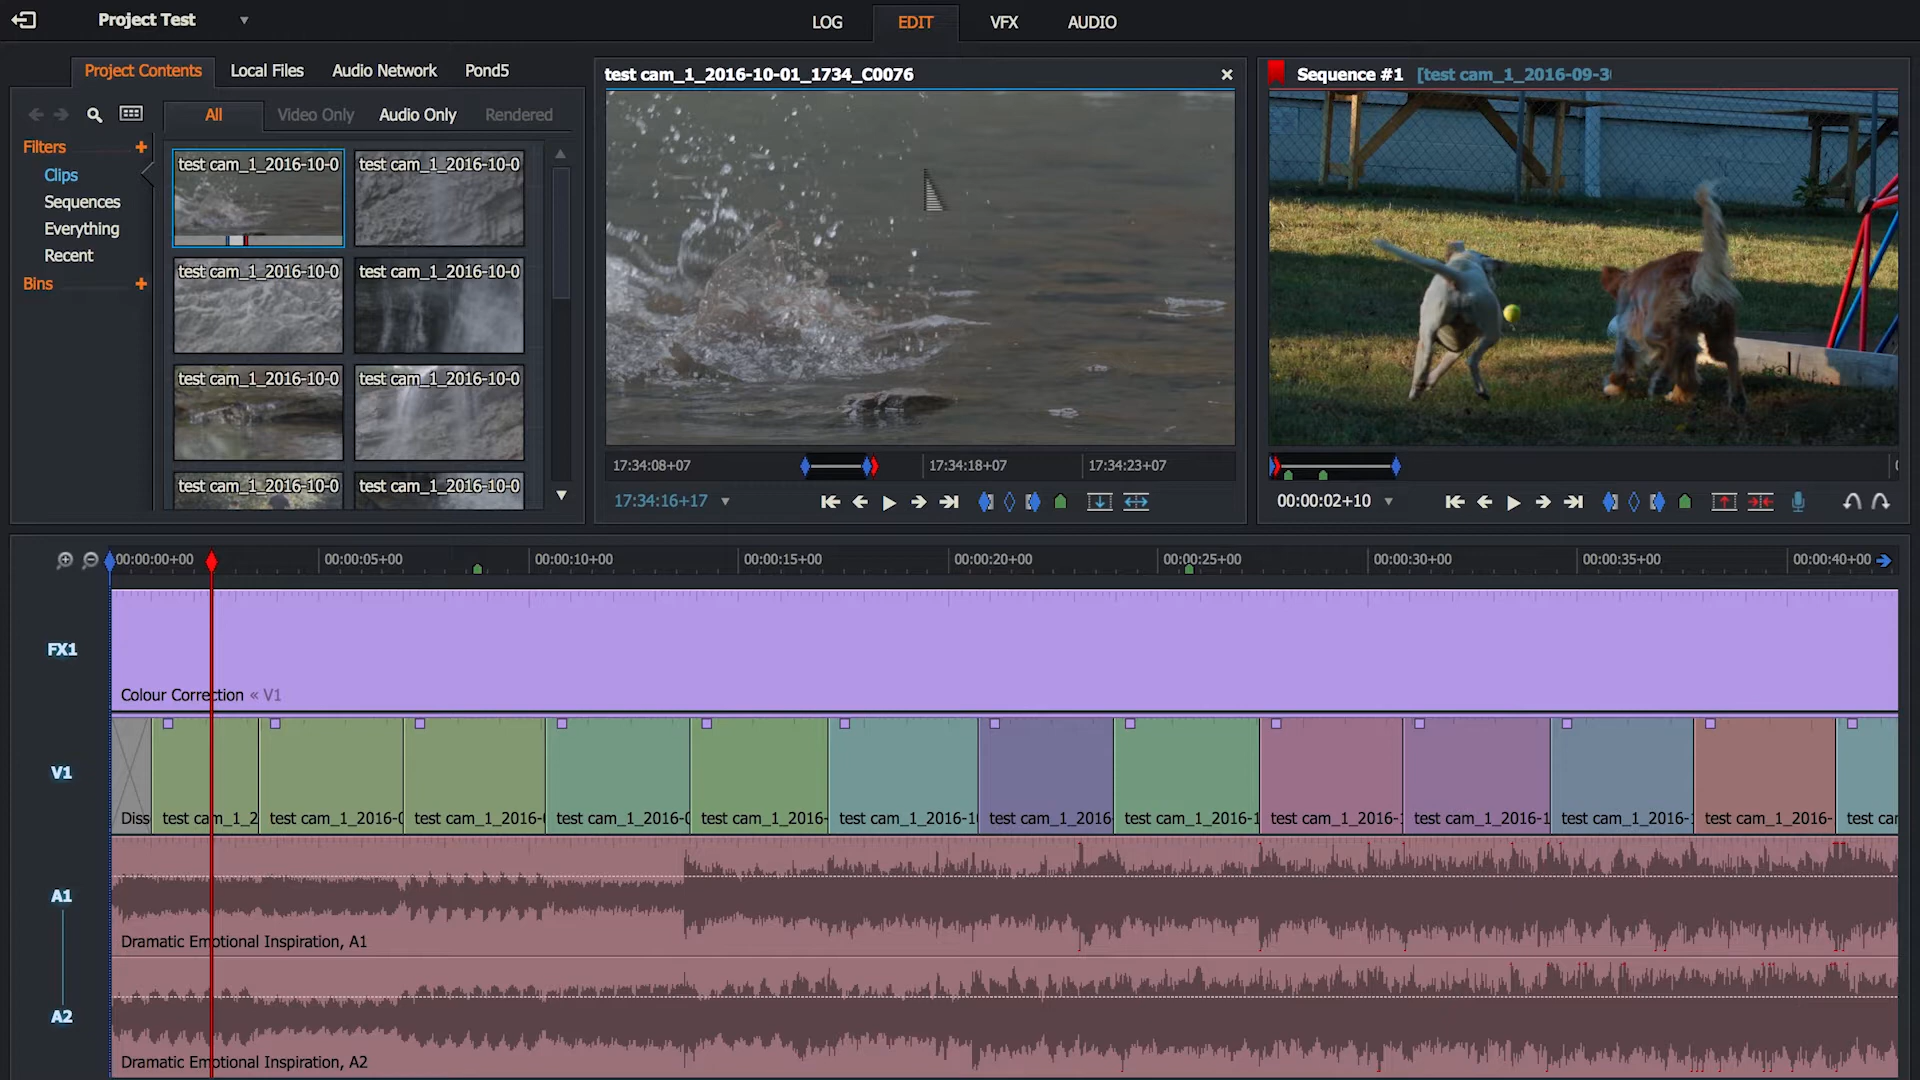 Project Test
LOG EDIT VFX AUDIO
Project Contents Local Files Audio Network Pond5
All Video Only Audio Only Rendered
Filters
Clips
Sequences
Everything
Recent
Bins
test cam_1_2016-10-0 test cam_1_2016-10-0
test cam_1_2016-10-0 test cam_1_2016-10-0
test cam_1_2016-10-0 test cam_1_2016-10-0
test cam_1_2016-10-0 test cam_1_2016-10-0
test cam_1_2016-10-01_1734_C0076
17:34:08+07 17:34:18+07 17:34:23+07
17:34:16+17
Sequence #1 [test cam_1_2016-09-3
00:00:02+10
00:00:00+00 00:00:05+00 00:00:10+00 00:00:15+00 00:00:20+00 00:00:25+00 00:00:30+00 00:00:35+00 00:00:40+00
FX1
Colour Correction « V1
V1
Diss test cam_1_2 test cam_1_2016-0 test cam_1_2016- test cam_1_2016-0 test cam_1_2016- test cam_1_2016-1 test cam_1_2016 test cam_1_2016-1 test cam_1_2016- test cam_1_2016-1 test cam_1_2016- test cam_1_2016- test ca
A1
Dramatic Emotional Inspiration, A1
A2
Dramatic Emotional Inspiration, A2